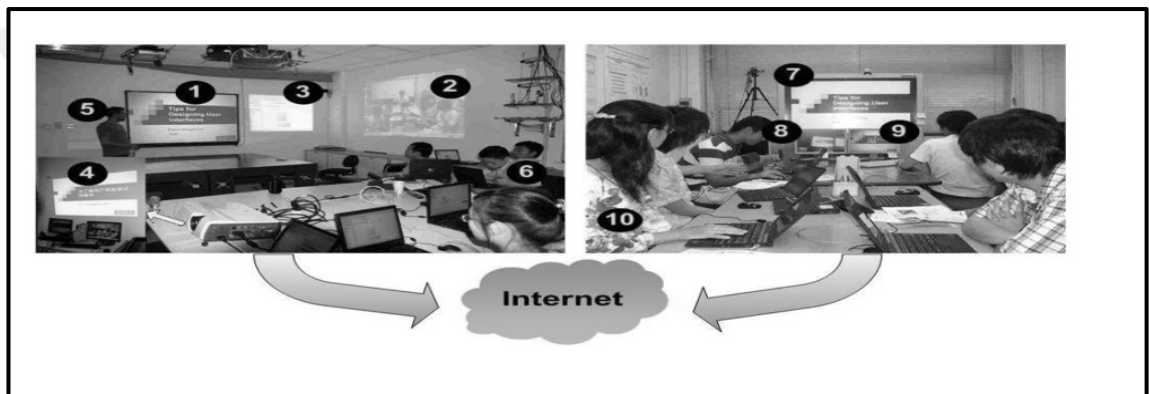 1
2
3
5
Tips for
Designing User
Interfaces
4
6
7
Tips for
Designing User
Interfaces
8
9
10
Internet